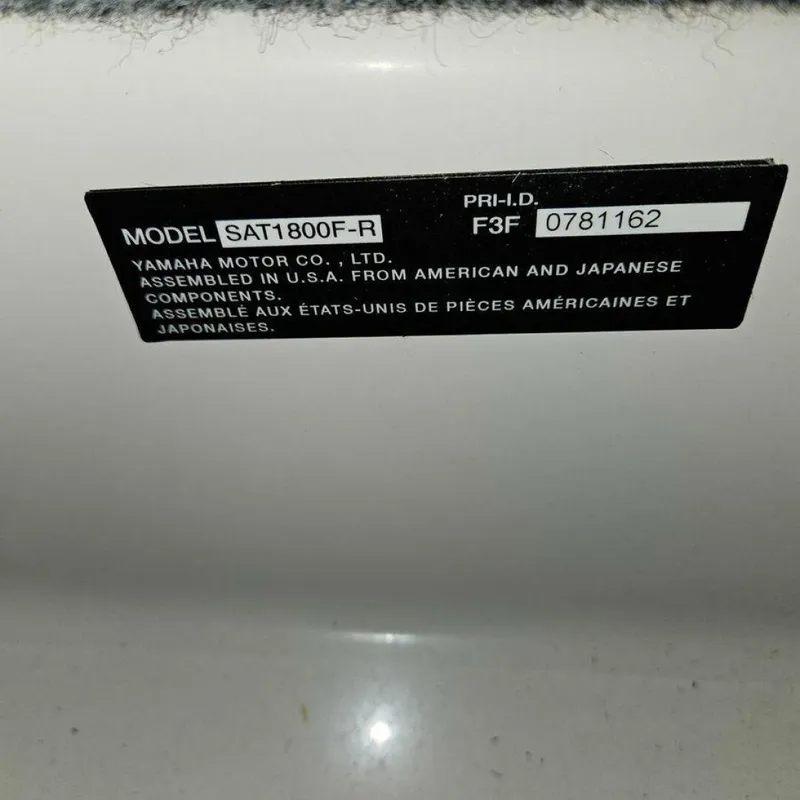 PRI-I.D.
MODEL SAT1800F-R F3F 0781162
YAMAHA MOTOR CO. , LTD.
ASSEMBLED IN U.S.A. FROM AMERICAN AND JAPANESE
COMPONENTS.
ASSEMBLÉ AUX ÉTATS-UNIS DE PIÈCES AMÉRICAINES ET
JAPONAISES.